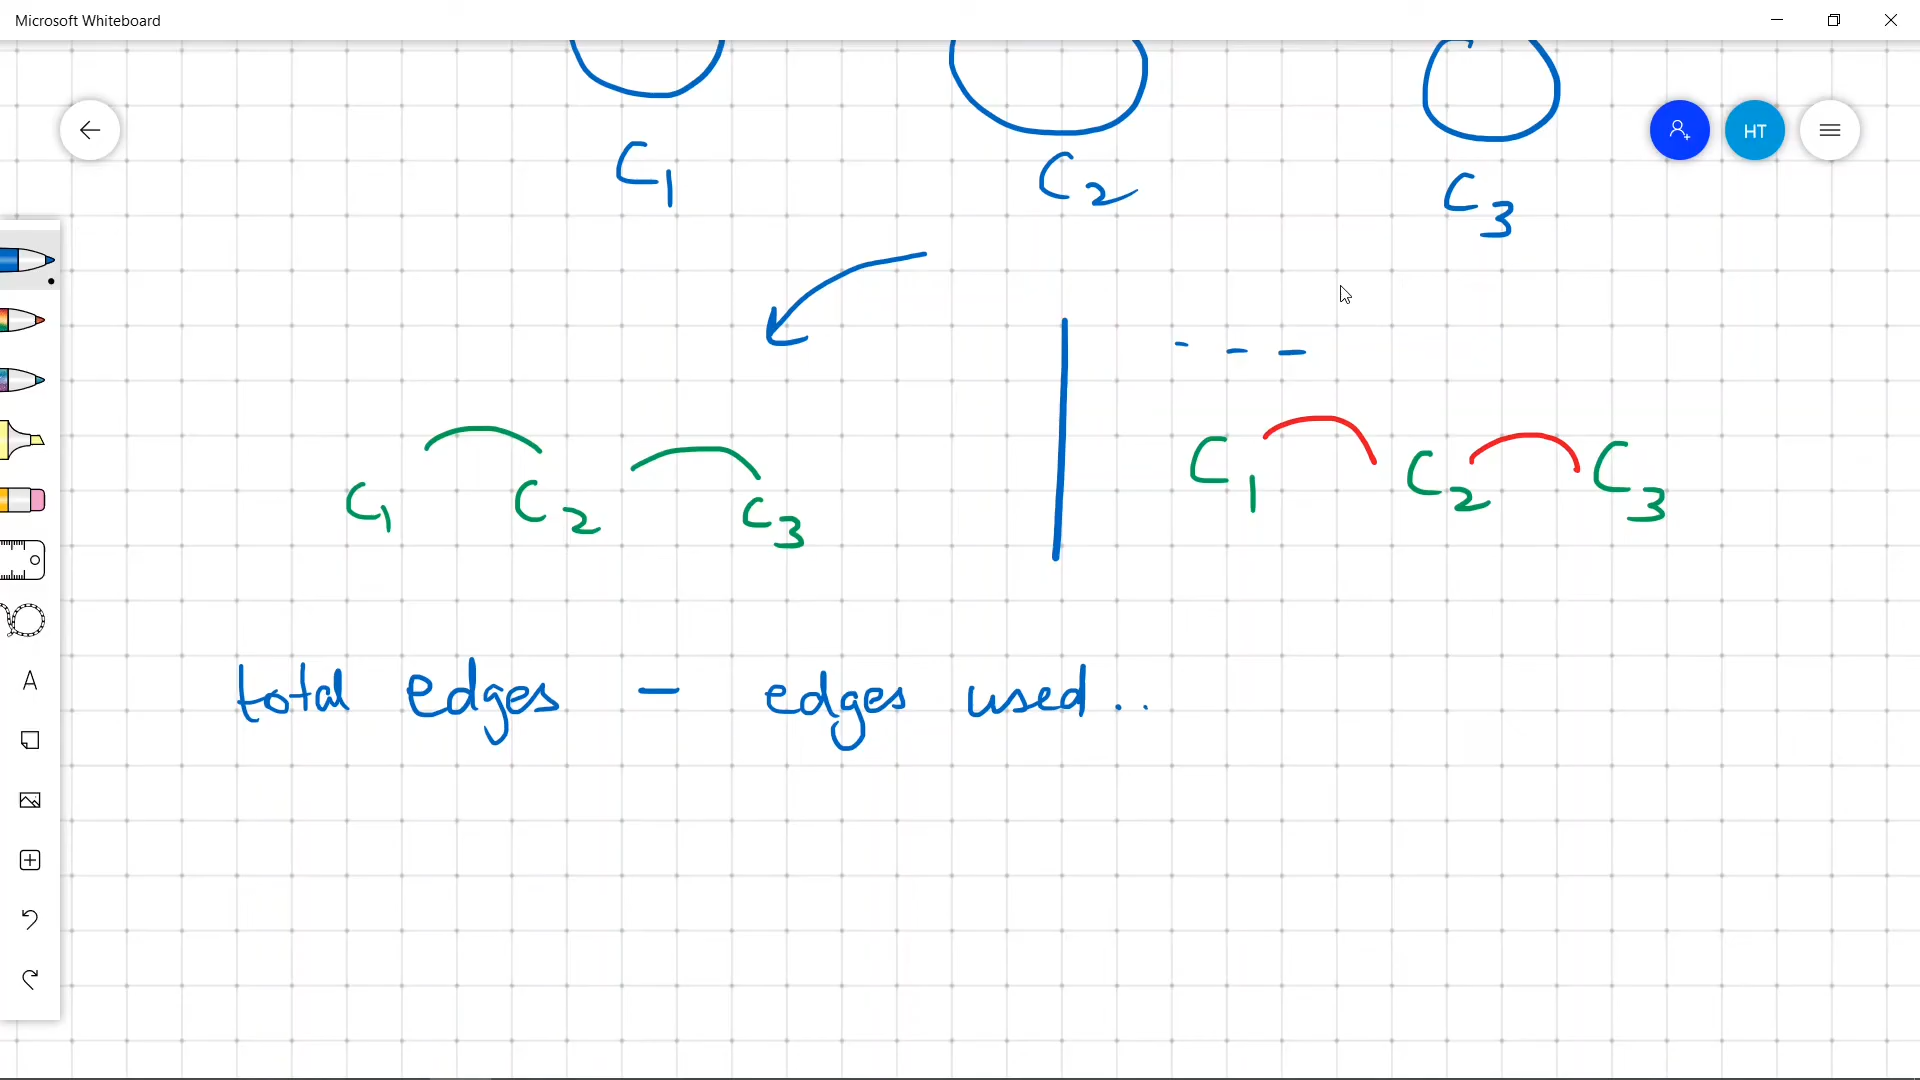 Microsoft Whiteboard
C1 C2 C3
HT
- - -
C1 C2 C3 C1 C2 C3
total edges - edges used..